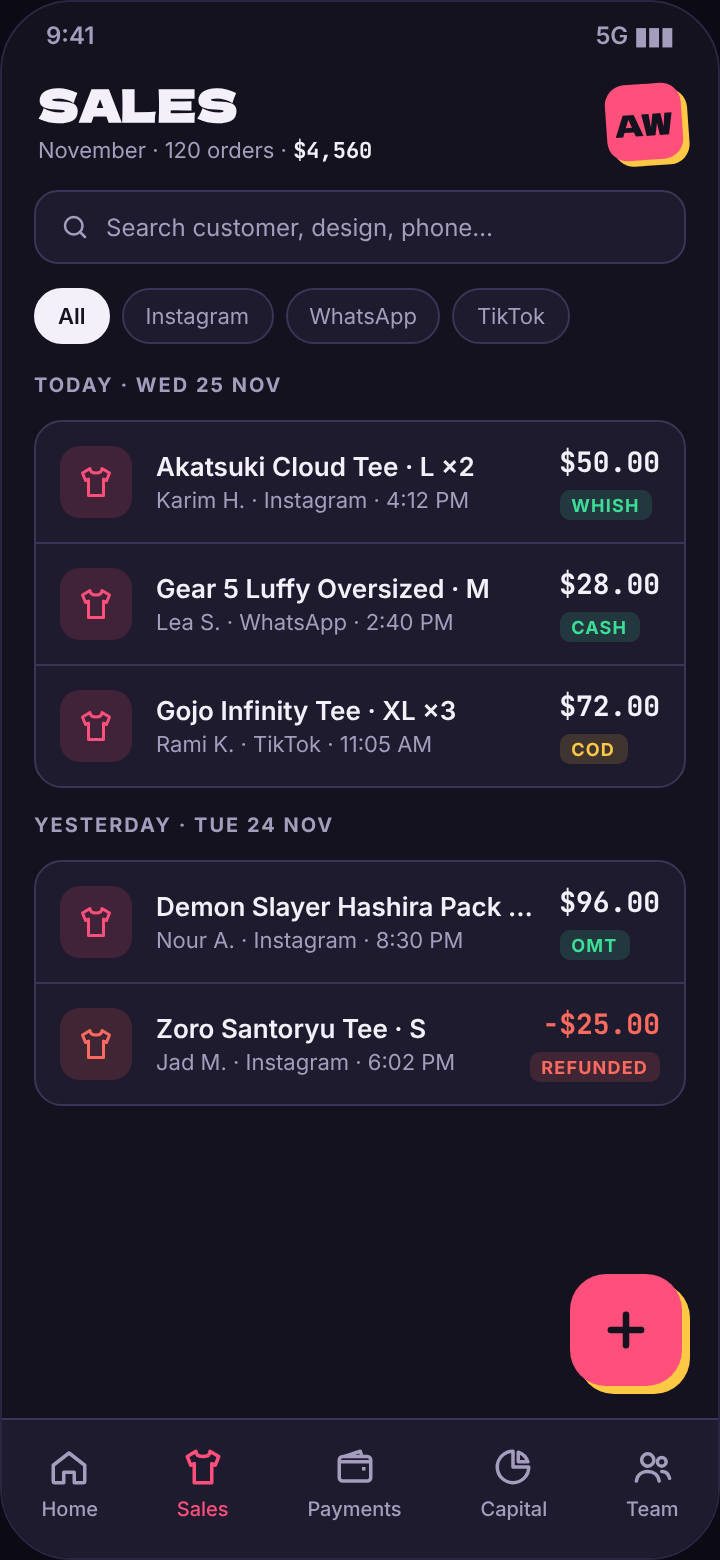 9:41
5G
SALES
AW
November · 120 orders · $4,560
Search customer, design, phone...
All
Instagram
WhatsApp
TikTok
TODAY · WED 25 NOV
Akatsuki Cloud Tee · L ×2
$50.00
Karim H. · Instagram · 4:12 PM
WHISH
Gear 5 Luffy Oversized · M
$28.00
Lea S. · WhatsApp · 2:40 PM
CASH
Gojo Infinity Tee · XL ×3
$72.00
Rami K. · TikTok · 11:05 AM
COD
YESTERDAY · TUE 24 NOV
Demon Slayer Hashira Pack ...
$96.00
Nour A. · Instagram · 8:30 PM
OMT
Zoro Santoryu Tee · S
-$25.00
Jad M. · Instagram · 6:02 PM
REFUNDED
Home
Sales
Payments
Capital
Team